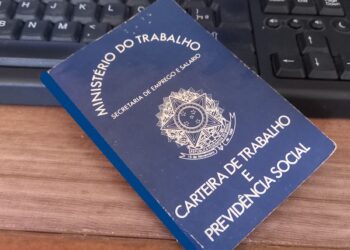 MINISTÉRIO DO TRABALHO
SECRETARIA DE EMPREGO E SALÁRIO
CARTEIRA DE TRABALHO
E
PREVIDÊNCIA SOCIAL